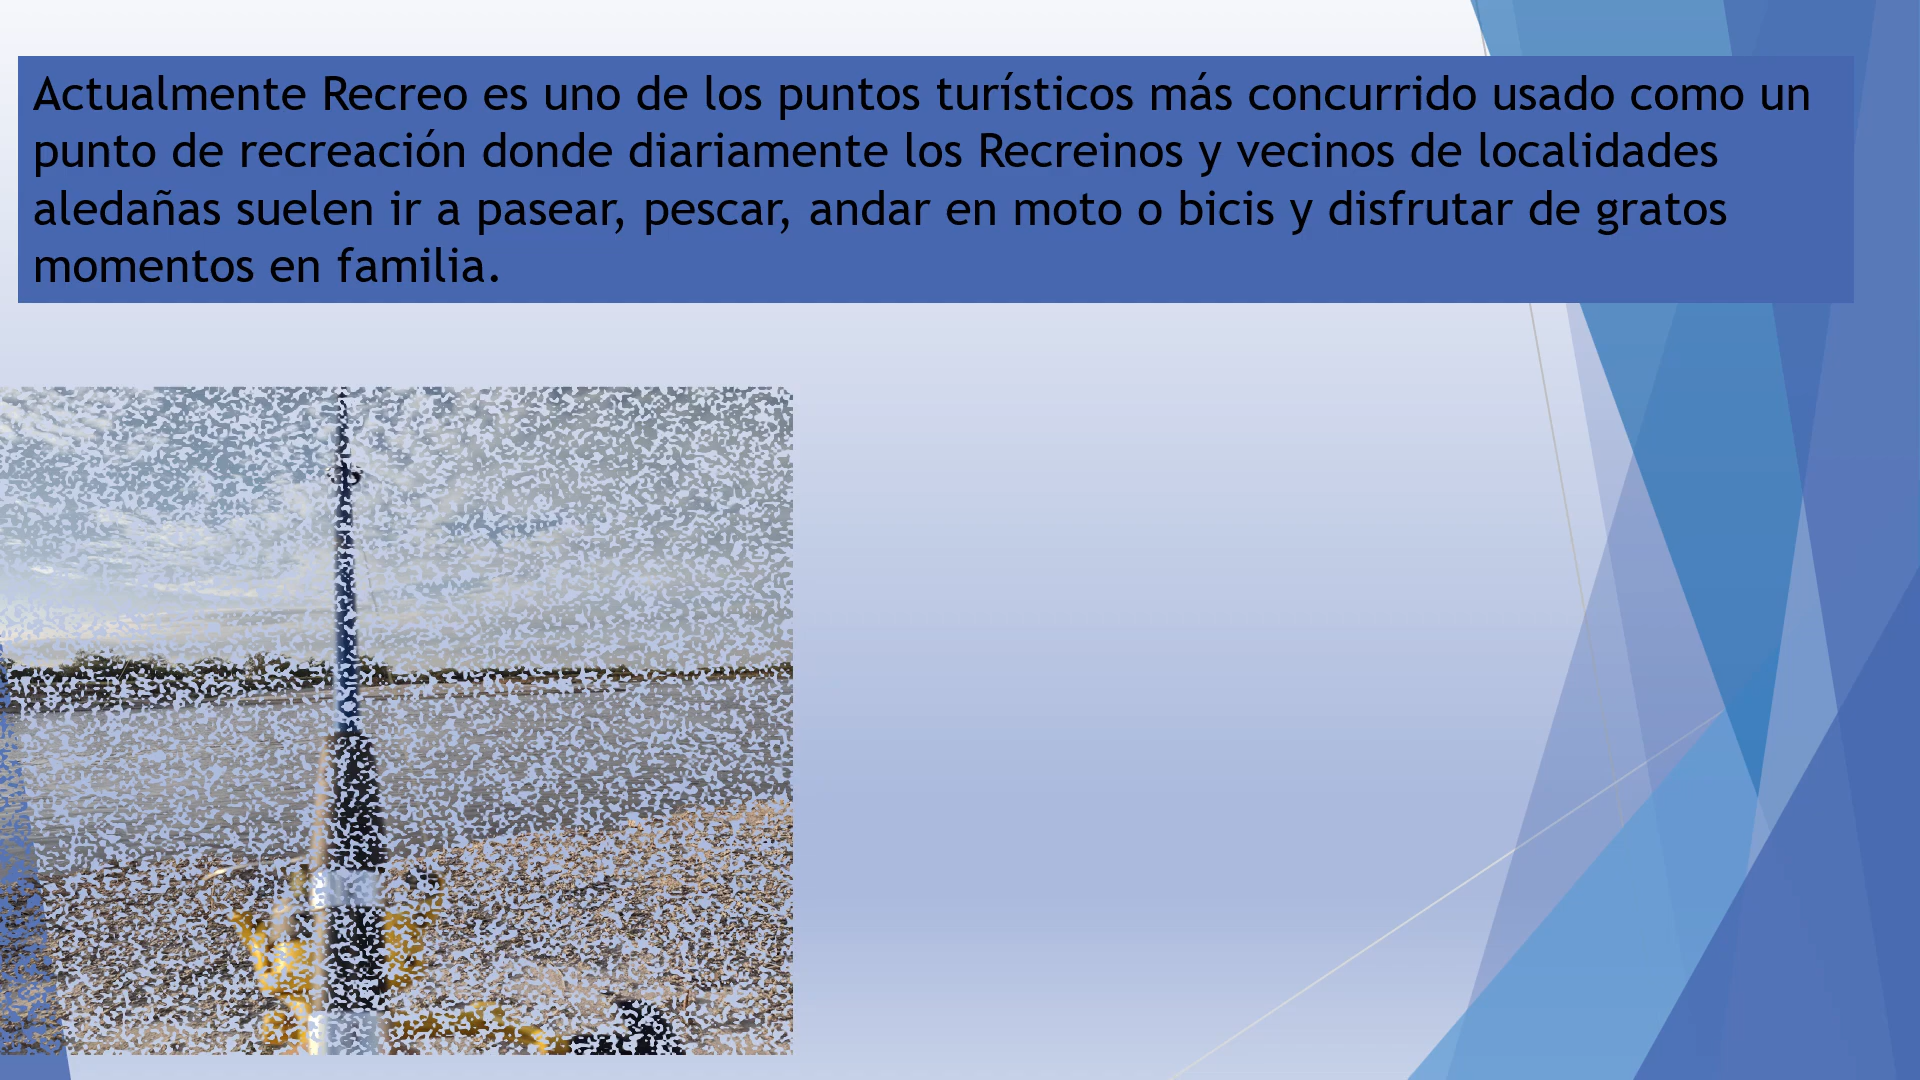 Actualmente Recreo es uno de los puntos turísticos más concurrido usado como un
punto de recreación donde diariamente los Recreinos y vecinos de localidades
aledañas suelen ir a pasear, pescar, andar en moto o bicis y disfrutar de gratos
momentos en familia.